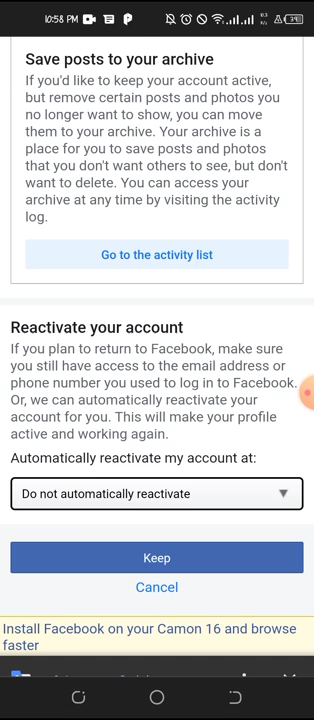 10:58 PM
Save posts to your archive
If you'd like to keep your account active,
but remove certain posts and photos you
no longer want to show, you can move
them to your archive. Your archive is a
place for you to save posts and photos
that you don't want others to see, but don't
want to delete. You can access your
archive at any time by visiting the activity
log.
Go to the activity list
Reactivate your account
If you plan to return to Facebook, make sure
you still have access to the email address or
phone number you used to log in to Facebook.
Or, we can automatically reactivate your
account for you. This will make your profile
active and working again.
Automatically reactivate my account at:
Do not automatically reactivate
Keep
Cancel
Install Facebook on your Camon 16 and browse
faster